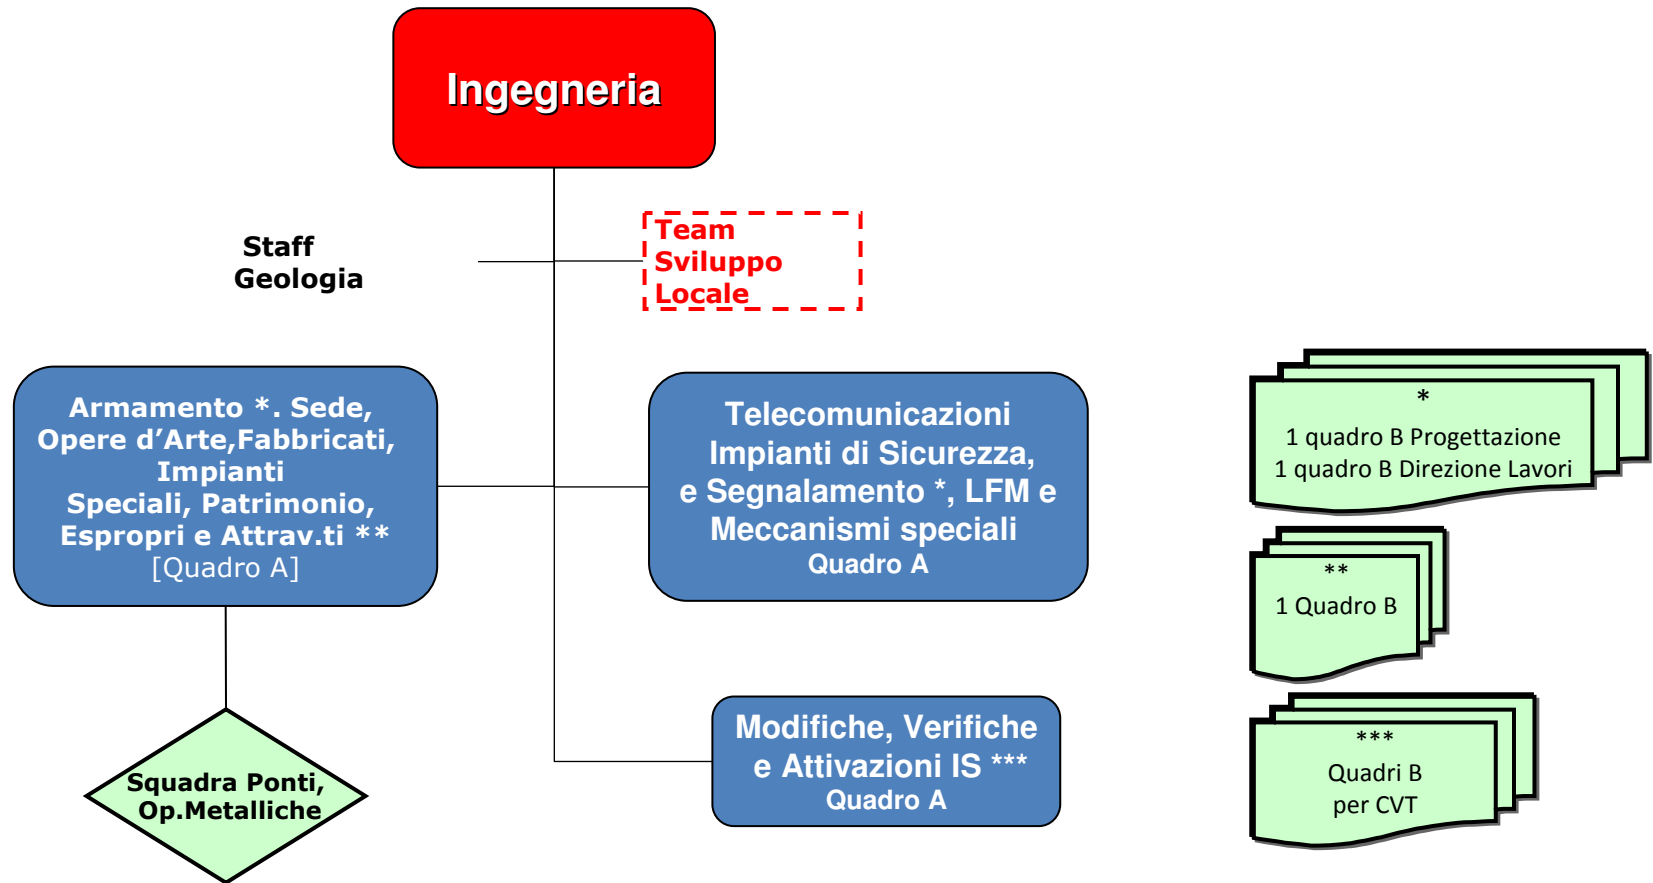 Ingegneria
Staff
Geologia
Team
Sviluppo
Locale
Armamento *. Sede,
Opere d’Arte,Fabbricati,
Impianti
Speciali, Patrimonio,
Espropri e Attrav.ti **
[Quadro A]
Telecomunicazioni
Impianti di Sicurezza,
e Segnalamento *, LFM e
Meccanismi speciali
Quadro A
Modifiche, Verifiche
e Attivazioni IS ***
Quadro A
Squadra Ponti,
Op.Metalliche
*
1 quadro B Progettazione
1 quadro B Direzione Lavori
**
1 Quadro B
***
Quadri B
per CVT